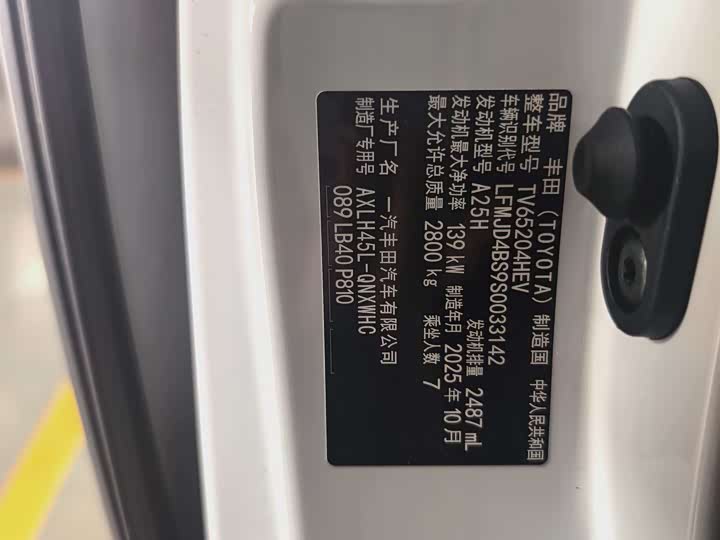 品牌 丰田（TOYOTA） 制造国 中华人民共和国
整车型号 TV65204HEV
车辆识别代号 LFMJD4BS9S0033142
发动机型号 A25H 发动机排量 2487 mL
发动机最大净功率 139 kW 制造年月 2025 年 10 月
最大允许总质量 2800 kg 乘坐人数 7
生产厂名 一汽丰田汽车有限公司
制造厂专用号 AXLH45L-QNXWHC
089 LB40 P810